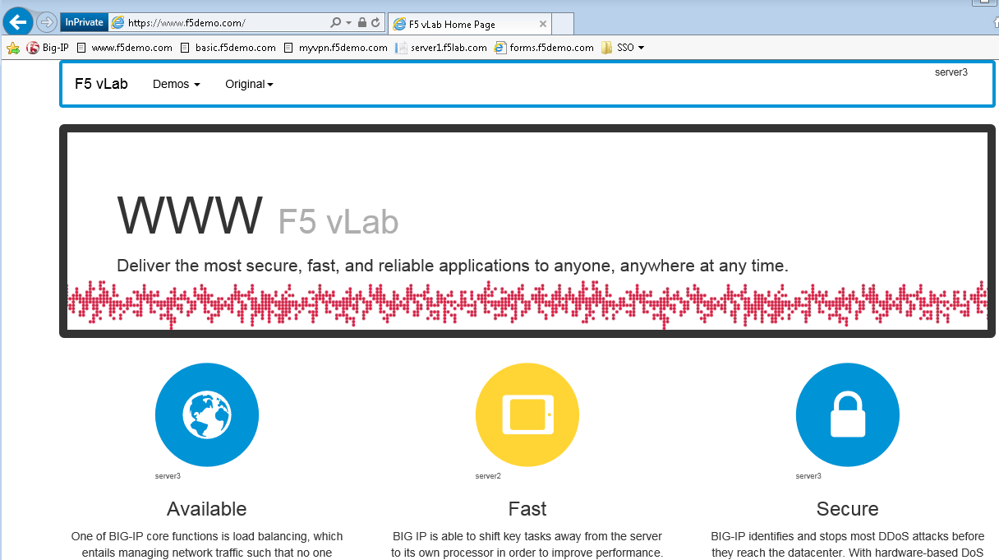 InPrivate https://www.f5demo.com/ F5 vLab Home Page
Big-IP www.f5demo.com basic.f5demo.com myvpn.f5demo.com server1.f5lab.com forms.f5demo.com SSO
F5 vLab Demos Original server3
WWW F5 vLab
Deliver the most secure, fast, and reliable applications to anyone, anywhere at any time.
server3 server2 server3
Available Fast Secure
One of BIG-IP core functions is load balancing, which
entails managing network traffic such that no one
BIG IP is able to shift key tasks away from the server
to its own processor in order to improve performance.
BIG-IP identifies and stops most DDoS attacks before
they reach the datacenter. With hardware-based DoS